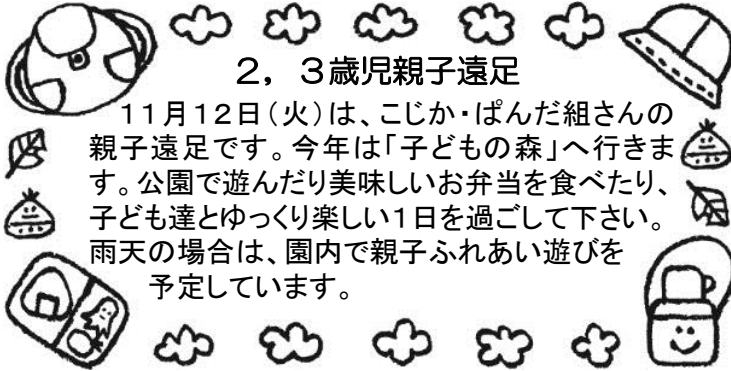 ２，３歳児親子遠足
１１月１２日（火）は、こじか・ぱんだ組さんの
親子遠足です。今年は「子どもの森」へ行きま
す。公園で遊んだり美味しいお弁当を食べたり、
子ども達とゆっくり楽しい１日を過ごして下さい。
雨天の場合は、園内で親子ふれあい遊びを
予定しています。